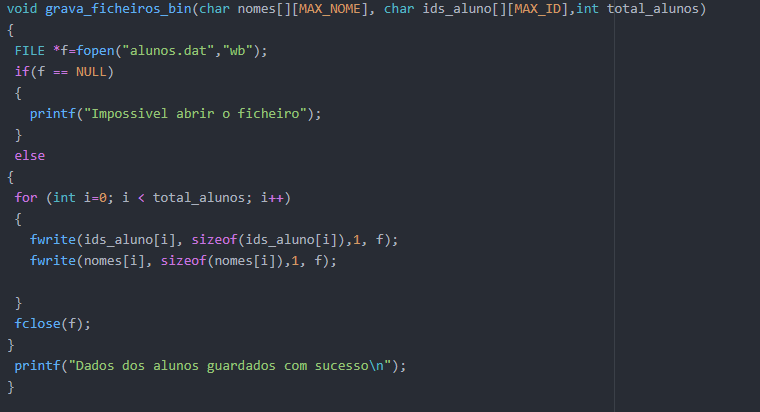 void grava_ficheiros_bin(char nomes[][MAX_NOME], char ids_aluno[][MAX_ID],int total_alunos)
{
FILE *f=fopen("alunos.dat","wb");
if(f == NULL)
{
printf("Impossivel abrir o ficheiro");
}
else
{
for (int i=0; i < total_alunos; i++)
{
fwrite(ids_aluno[i], sizeof(ids_aluno[i]),1, f);
fwrite(nomes[i], sizeof(nomes[i]),1, f);
}
fclose(f);
}
printf("Dados dos alunos guardados com sucesso\n");
}